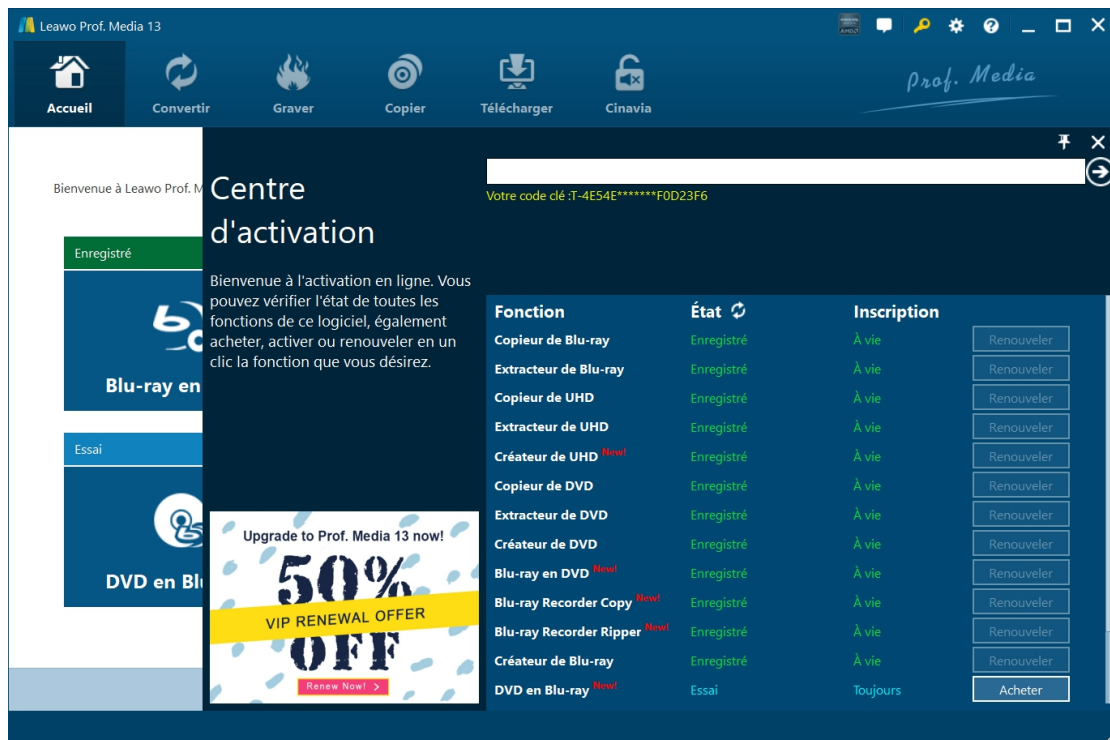 Leawo Prof. Media 13
Accueil
Convertir
Graver
Copier
Télécharger
Cinavia
Prof. Media
Bienvenue à Leawo Prof. M
Enregistré
Blu-ray en
Essai
DVD en Blu
Centre
d'activation
Bienvenue à l'activation en ligne. Vous
pouvez vérifier l'état de toutes les
fonctions de ce logiciel, également
acheter, activer ou renouveler en un
clic la fonction que vous désirez.
Upgrade to Prof. Media 13 now!
50%
VIP RENEWAL OFFER
OFF
Renew Now! >
Votre code clé :T-4E54E*******F0D23F6
Fonction État Inscription
Copieur de Blu-ray Enregistré À vie Renouveler
Extracteur de Blu-ray Enregistré À vie Renouveler
Copieur de UHD Enregistré À vie Renouveler
Extracteur de UHD Enregistré À vie Renouveler
Créateur de UHD New! Enregistré À vie Renouveler
Copieur de DVD Enregistré À vie Renouveler
Extracteur de DVD Enregistré À vie Renouveler
Créateur de DVD Enregistré À vie Renouveler
Blu-ray en DVD New! Enregistré À vie Renouveler
Blu-ray Recorder Copy New! Enregistré À vie Renouveler
Blu-ray Recorder Ripper New! Enregistré À vie Renouveler
Créateur de Blu-ray Enregistré À vie Renouveler
DVD en Blu-ray New! Essai Toujours Acheter